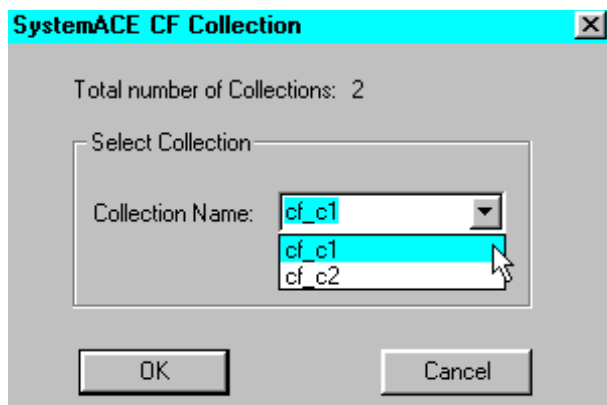 SystemACE CF Collection
Total number of Collections: 2
Select Collection
Collection Name: cf_c1
cf_c1
cf_c2
OK Cancel